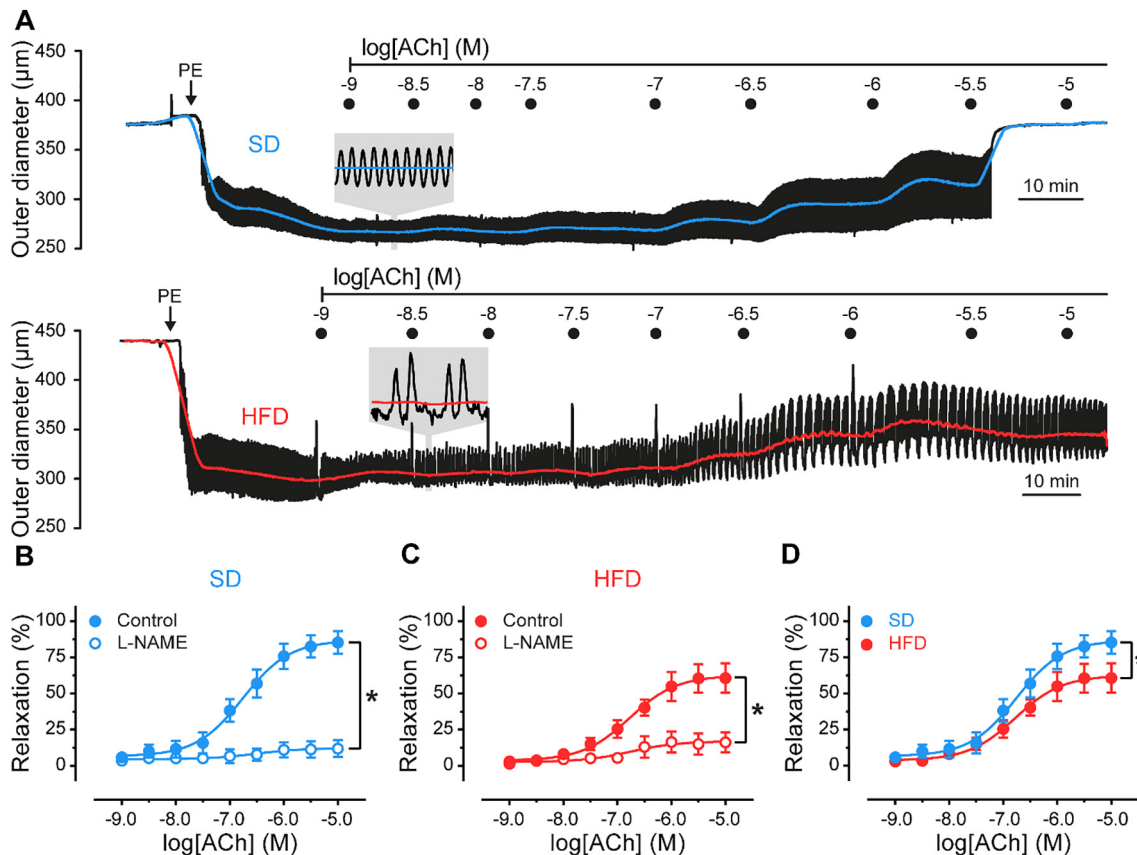 A
450
400
350
300
250
Outer diameter (µm)
PE
log[ACh] (M)
-9 -8.5 -8 -7.5 -7 -6.5 -6 -5.5 -5
SD
10 min
450
400
350
300
250
Outer diameter (µm)
PE
log[ACh] (M)
-9 -8.5 -8 -7.5 -7 -6.5 -6 -5.5 -5
HFD
10 min
B
SD
Relaxation (%)
100
75
50
25
0
Control
L-NAME
*
-9.0 -8.0 -7.0 -6.0 -5.0
log[ACh] (M)
C
HFD
Relaxation (%)
100
75
50
25
0
Control
L-NAME
*
-9.0 -8.0 -7.0 -6.0 -5.0
log[ACh] (M)
D
Relaxation (%)
100
75
50
25
0
SD
HFD
-9.0 -8.0 -7.0 -6.0 -5.0
log[ACh] (M)